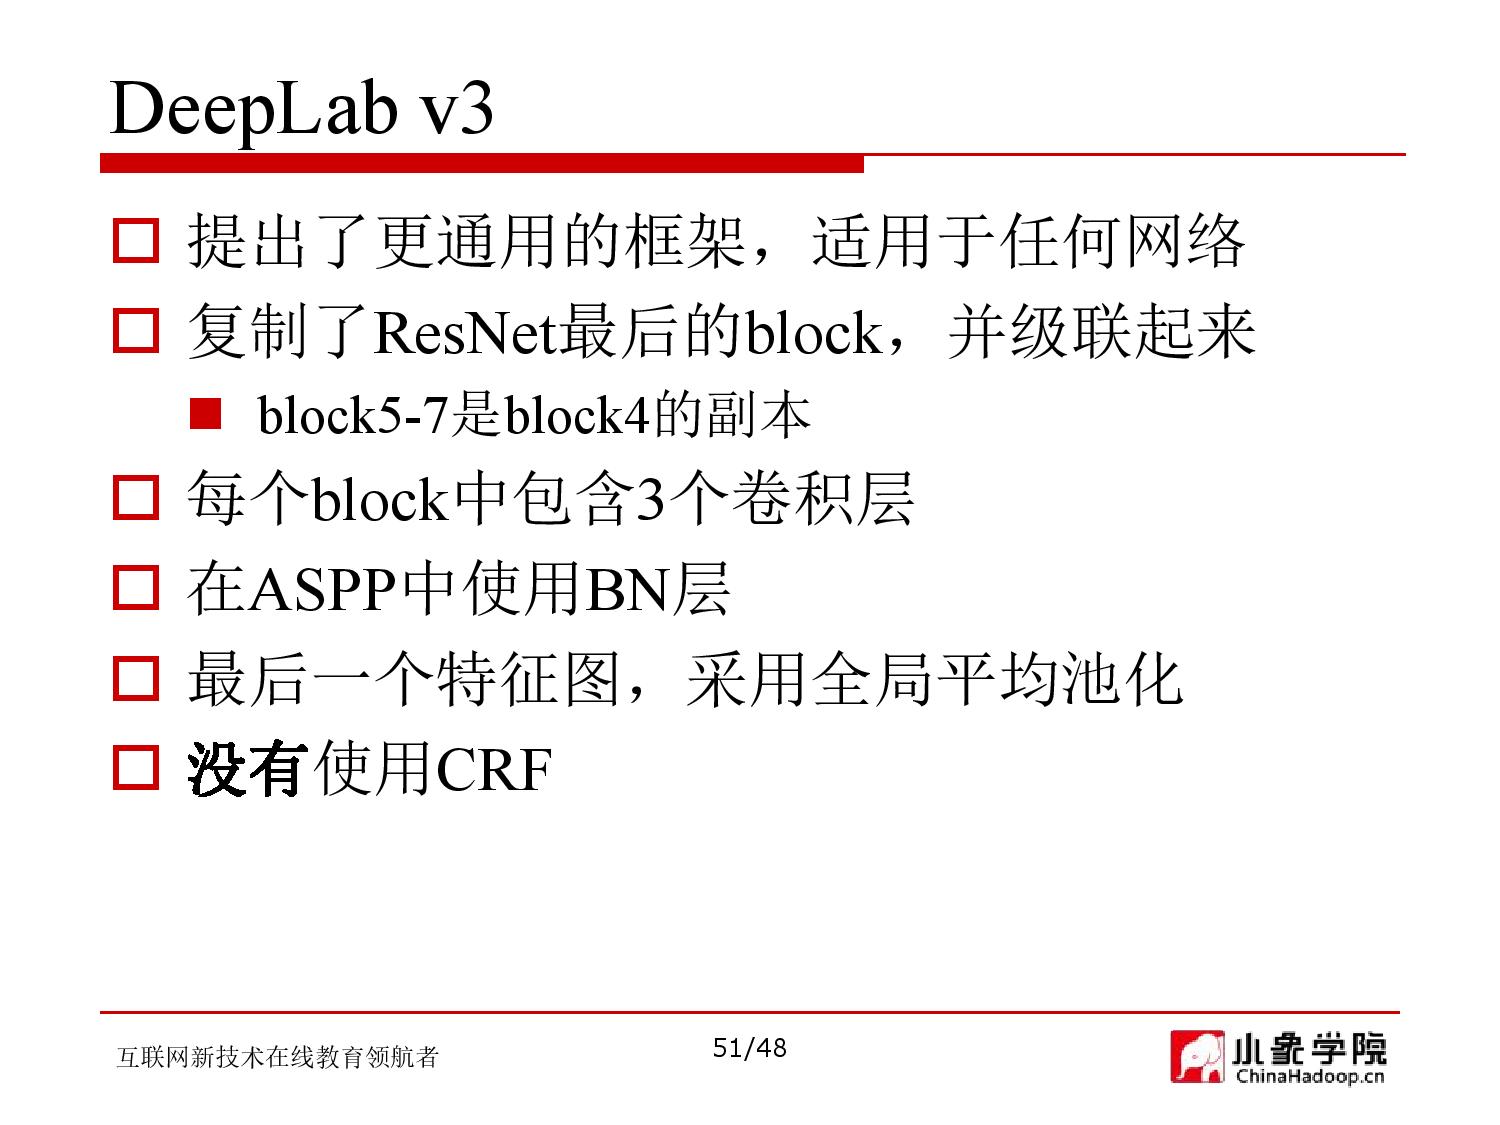 DeepLab v3
提出了更通用的框架，适用于任何网络
复制了ResNet最后的block，并级联起来
block5-7是block4的副本
每个block中包含3个卷积层
在ASPP中使用BN层
最后一个特征图，采用全局平均池化
没有使用CRF
互联网新技术在线教育领航者
51/48
小象学院
ChinaHadoop.cn